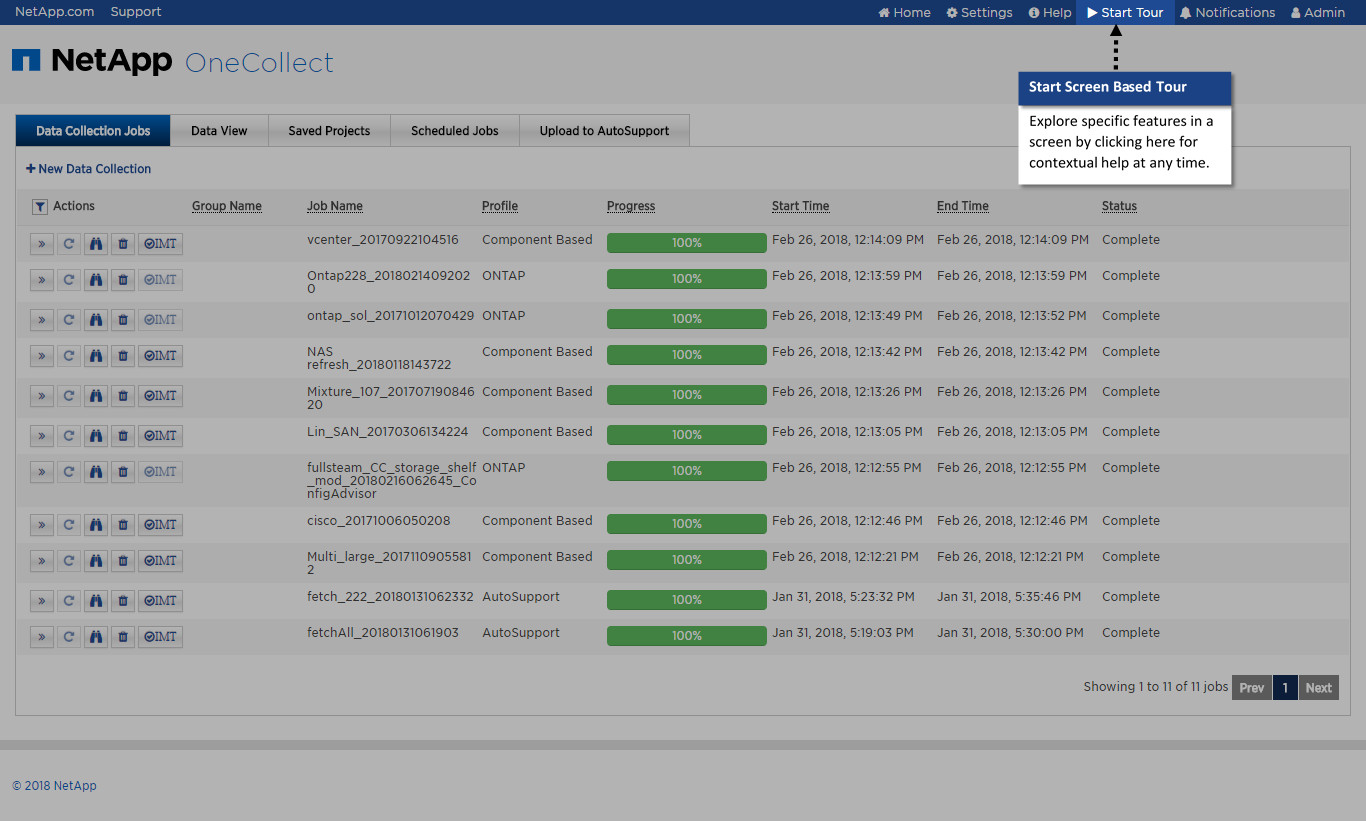 NetApp.com Support Home Settings Help Start Tour Notifications Admin
NetApp OneCollect
Start Screen Based Tour
Explore specific features in a
screen by clicking here for
contextual help at any time.
Data Collection Jobs Data View Saved Projects Scheduled Jobs Upload to AutoSupport
New Data Collection
Actions Group Name Job Name Profile Progress Start Time End Time Status
IMT vcenter_20170922104516 Component Based 100% Feb 26, 2018, 12:14:09 PM Feb 26, 2018, 12:14:09 PM Complete
IMT Ontap228_2018021409202 ONTAP 100% Feb 26, 2018, 12:13:59 PM Feb 26, 2018, 12:13:59 PM Complete
0
IMT ontap_sol_20171012070429 ONTAP 100% Feb 26, 2018, 12:13:49 PM Feb 26, 2018, 12:13:52 PM Complete
IMT NAS Component Based 100% Feb 26, 2018, 12:13:42 PM Feb 26, 2018, 12:13:42 PM Complete
refresh_20180118143722
IMT Mixture_107_201707190846 Component Based 100% Feb 26, 2018, 12:13:26 PM Feb 26, 2018, 12:13:26 PM Complete
20
IMT Lin_SAN_20170306134224 Component Based 100% Feb 26, 2018, 12:13:05 PM Feb 26, 2018, 12:13:05 PM Complete
IMT fullsteam_CC_storage_shelf ONTAP 100% Feb 26, 2018, 12:12:55 PM Feb 26, 2018, 12:12:55 PM Complete
_mod_20180216062645_Co
nfigAdvisor
IMT cisco_20171006050208 Component Based 100% Feb 26, 2018, 12:12:46 PM Feb 26, 2018, 12:12:46 PM Complete
IMT Multi_large_2017110905581 Component Based 100% Feb 26, 2018, 12:12:21 PM Feb 26, 2018, 12:12:21 PM Complete
2
IMT fetch_222_20180131062332 AutoSupport 100% Jan 31, 2018, 5:23:32 PM Jan 31, 2018, 5:35:46 PM Complete
IMT fetchAll_20180131061903 AutoSupport 100% Jan 31, 2018, 5:19:03 PM Jan 31, 2018, 5:30:00 PM Complete
Showing 1 to 11 of 11 jobs Prev 1 Next
© 2018 NetApp